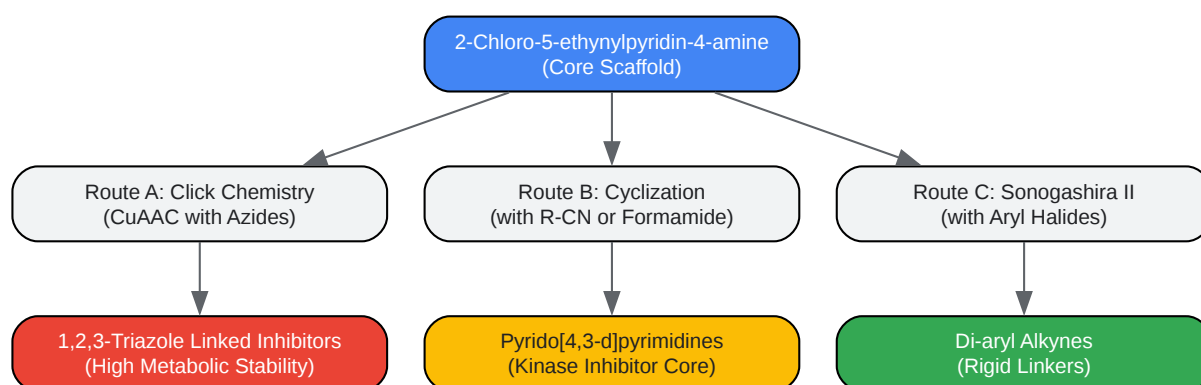 2-Chloro-5-ethynylpyridin-4-amine
(Core Scaffold)
Route A: Click Chemistry
(CuAAC with Azides)
Route B: Cyclization
(with R-CN or Formamide)
Route C: Sonogashira II
(with Aryl Halides)
1,2,3-Triazole Linked Inhibitors
(High Metabolic Stability)
Pyrido[4,3-d]pyrimidines
(Kinase Inhibitor Core)
Di-aryl Alkynes
(Rigid Linkers)